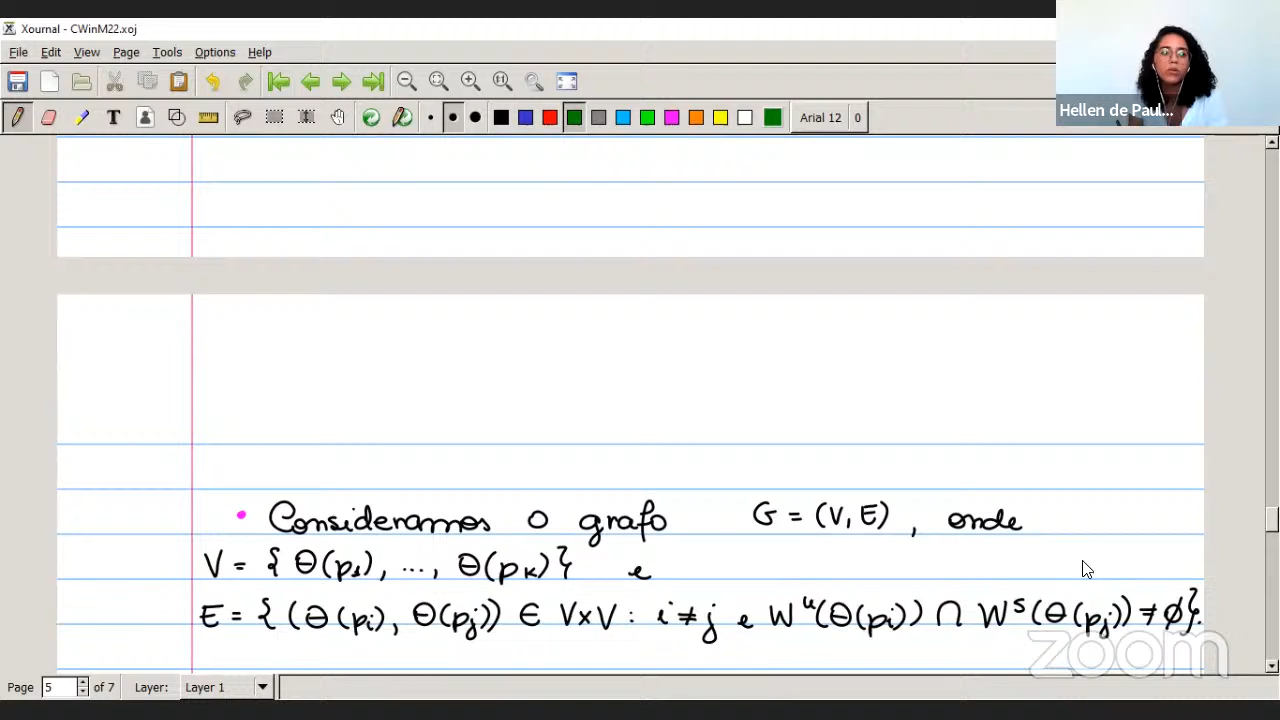 Xournal - CWinM22.xoj
File Edit View Page Tools Options Help
Arial 12 0
Hellen de Paul...
• Consideramos o grafo G = (V, E), onde
V = { Θ(p₁), ..., Θ(pₖ)} e
E = { (Θ(pᵢ), Θ(pⱼ)) ∈ V×V : i ≠ j e Wᵘ(Θ(pᵢ)) ∩ Wˢ(Θ(pⱼ)) ≠ ∅}.
zoom
Page 5 of 7 Layer: Layer 1